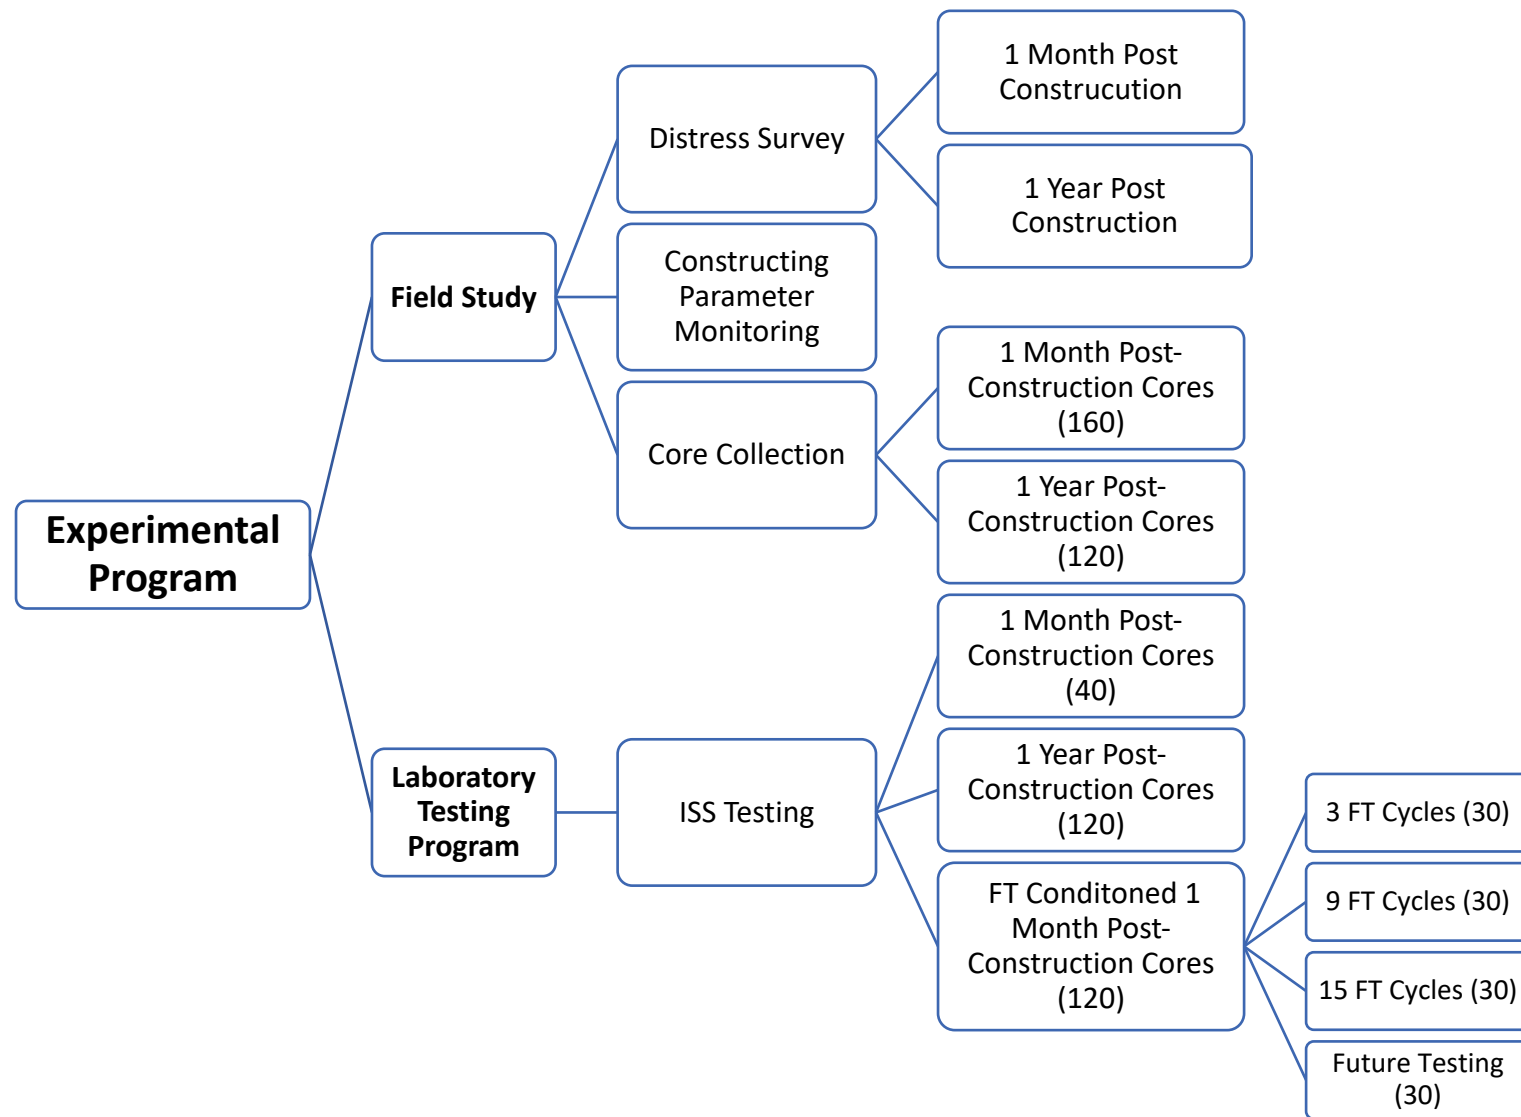 Experimental
Program
Field Study
Distress Survey
1 Month Post
Construcution
1 Year Post
Construction
Constructing
Parameter
Monitoring
Core Collection
1 Month Post-
Construction Cores
(160)
1 Year Post-
Construction Cores
(120)
Laboratory
Testing
Program
ISS Testing
1 Month Post-
Construction Cores
(40)
1 Year Post-
Construction Cores
(120)
FT Conditoned 1
Month Post-
Construction Cores
(120)
3 FT Cycles (30)
9 FT Cycles (30)
15 FT Cycles (30)
Future Testing
(30)